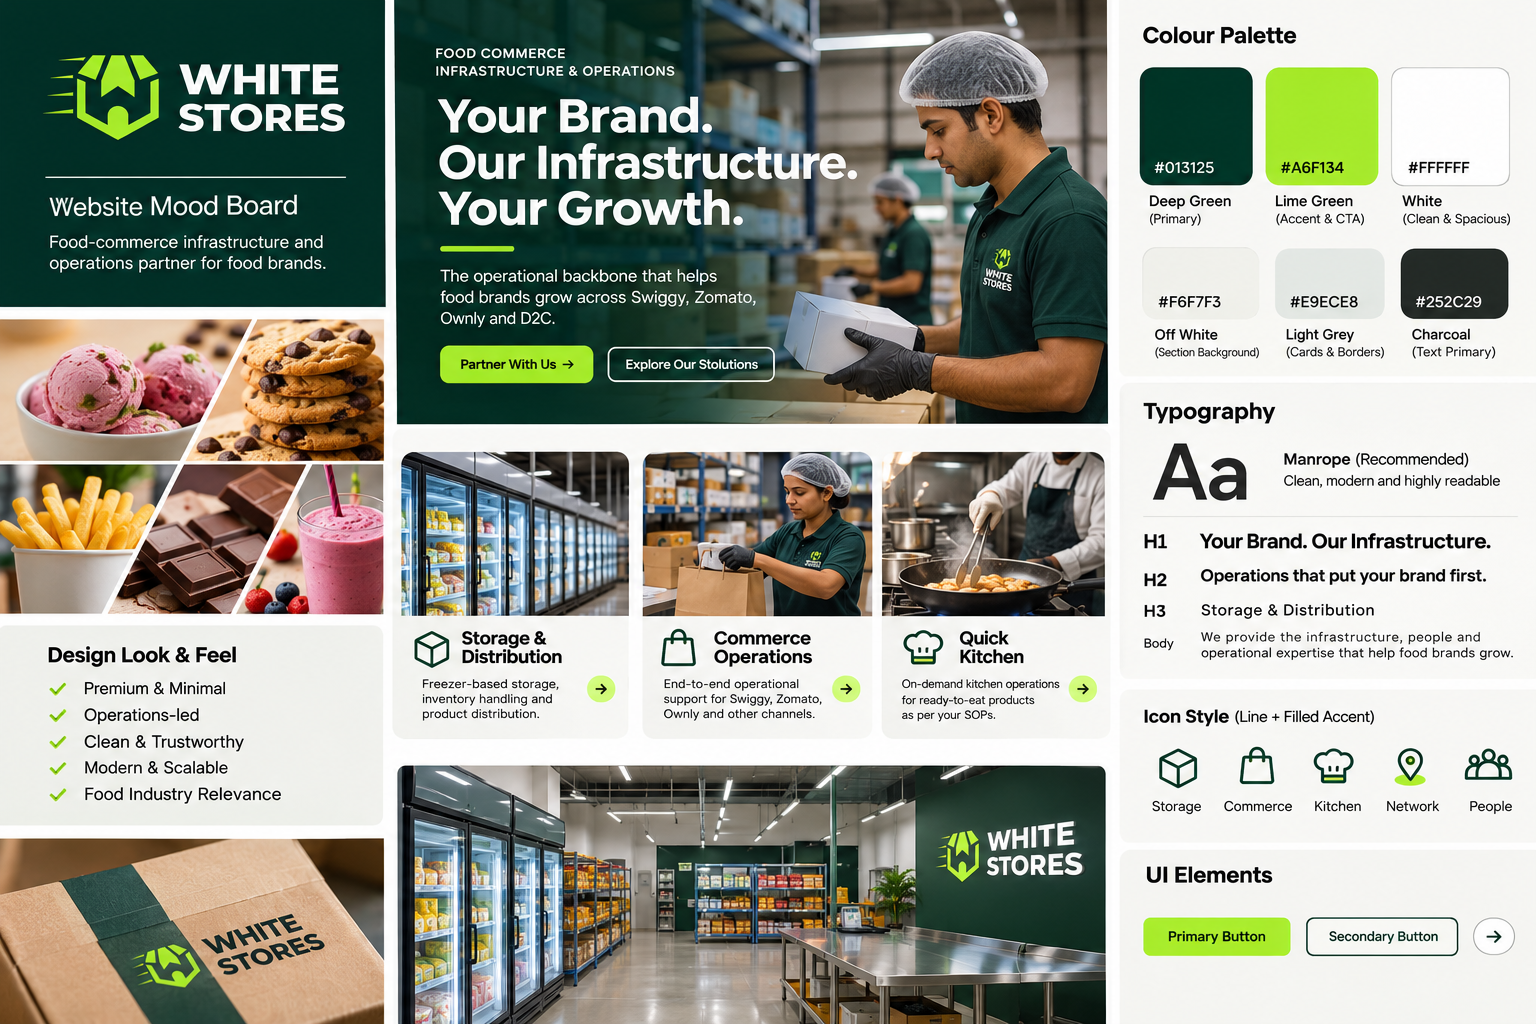 WHITE
STORES
Website Mood Board
Food-commerce infrastructure and
operations partner for food brands.
Design Look & Feel
Premium & Minimal
Operations-led
Clean & Trustworthy
Modern & Scalable
Food Industry Relevance
WHITE
STORES
FOOD COMMERCE
INFRASTRUCTURE & OPERATIONS
Your Brand.
Our Infrastructure.
Your Growth.
The operational backbone that helps
food brands grow across Swiggy, Zomato,
Ownly and D2C.
Partner With Us →
Explore Our Stolutions
WHITE
STORES
Storage &
Distribution
Freezer-based storage,
inventory handling and
product distribution.
Commerce
Operations
End-to-end operational
support for Swiggy, Zomato,
Ownly and other channels.
Quick
Kitchen
On-demand kitchen operations
for ready-to-eat products
as per your SOPs.
WHITE
STORES
Colour Palette
#013125
Deep Green
(Primary)
#A6F134
Lime Green
(Accent & CTA)
#FFFFFF
White
(Clean & Spacious)
#F6F7F3
Off White
(Section Background)
#E9ECE8
Light Grey
(Cards & Borders)
#252C29
Charcoal
(Text Primary)
Typography
Aa
Manrope (Recommended)
Clean, modern and highly readable
H1 Your Brand. Our Infrastructure.
H2 Operations that put your brand first.
H3 Storage & Distribution
Body We provide the infrastructure, people and
operational expertise that help food brands grow.
Icon Style (Line + Filled Accent)
Storage
Commerce
Kitchen
Network
People
UI Elements
Primary Button
Secondary Button